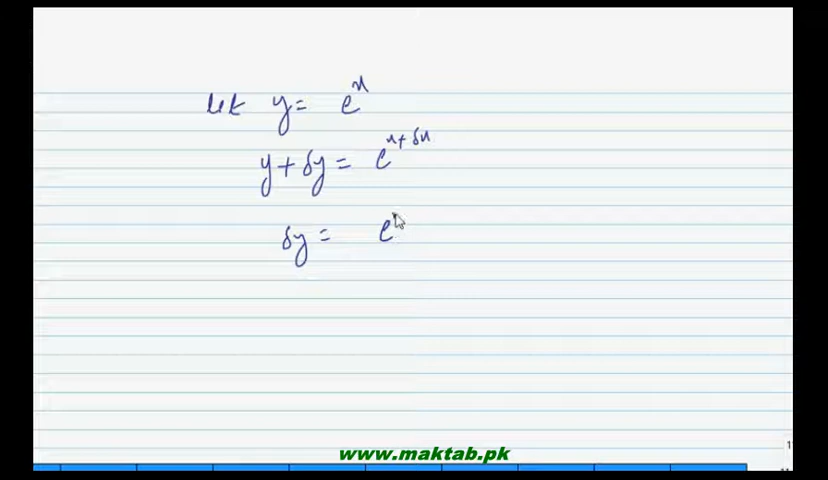 let y = e^x
y + δy = e^{x+δx}
δy = e
www.maktab.pk